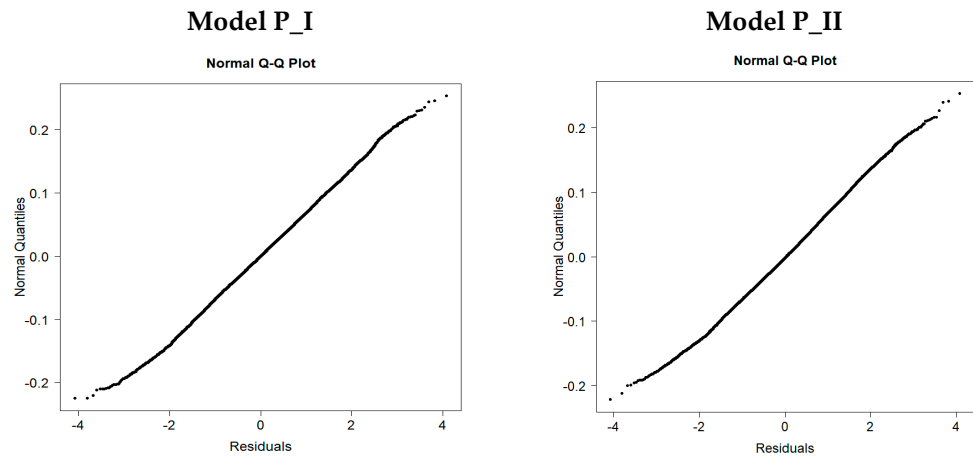 Model P_I
Normal Q-Q Plot
Normal Quantiles
0.2
0.1
0.0
-0.1
-0.2
-4
-2
0
2
4
Residuals
Model P_II
Normal Q-Q Plot
Normal Quantiles
0.2
0.1
0.0
-0.1
-0.2
-4
-2
0
2
4
Residuals